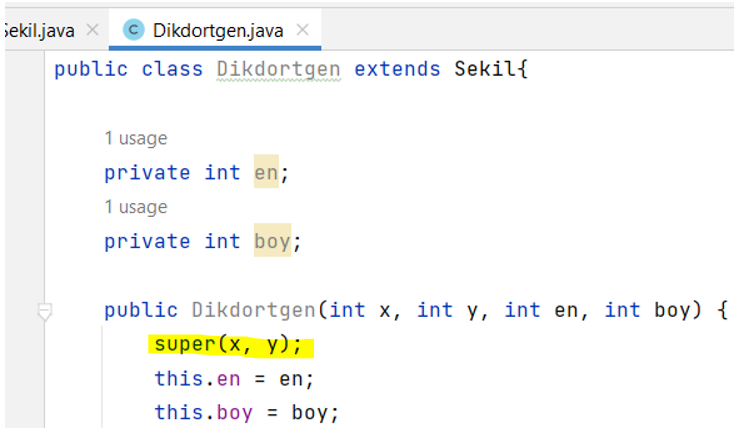 Sekil.java Dikdortgen.java
public class Dikdortgen extends Sekil{
1 usage
private int en;
1 usage
private int boy;
public Dikdortgen(int x, int y, int en, int boy) {
super(x, y);
this.en = en;
this.boy = boy;